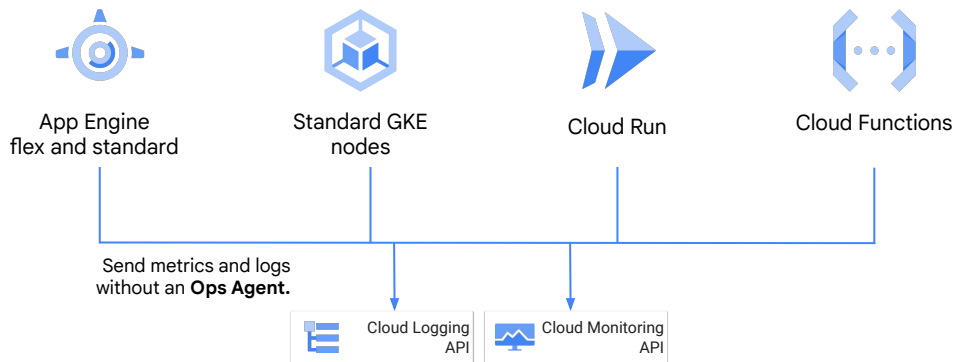 App Engine
flex and standard
Standard GKE
nodes
Cloud Run
Cloud Functions
Send metrics and logs
without an Ops Agent.
Cloud Logging
API
Cloud Monitoring
API